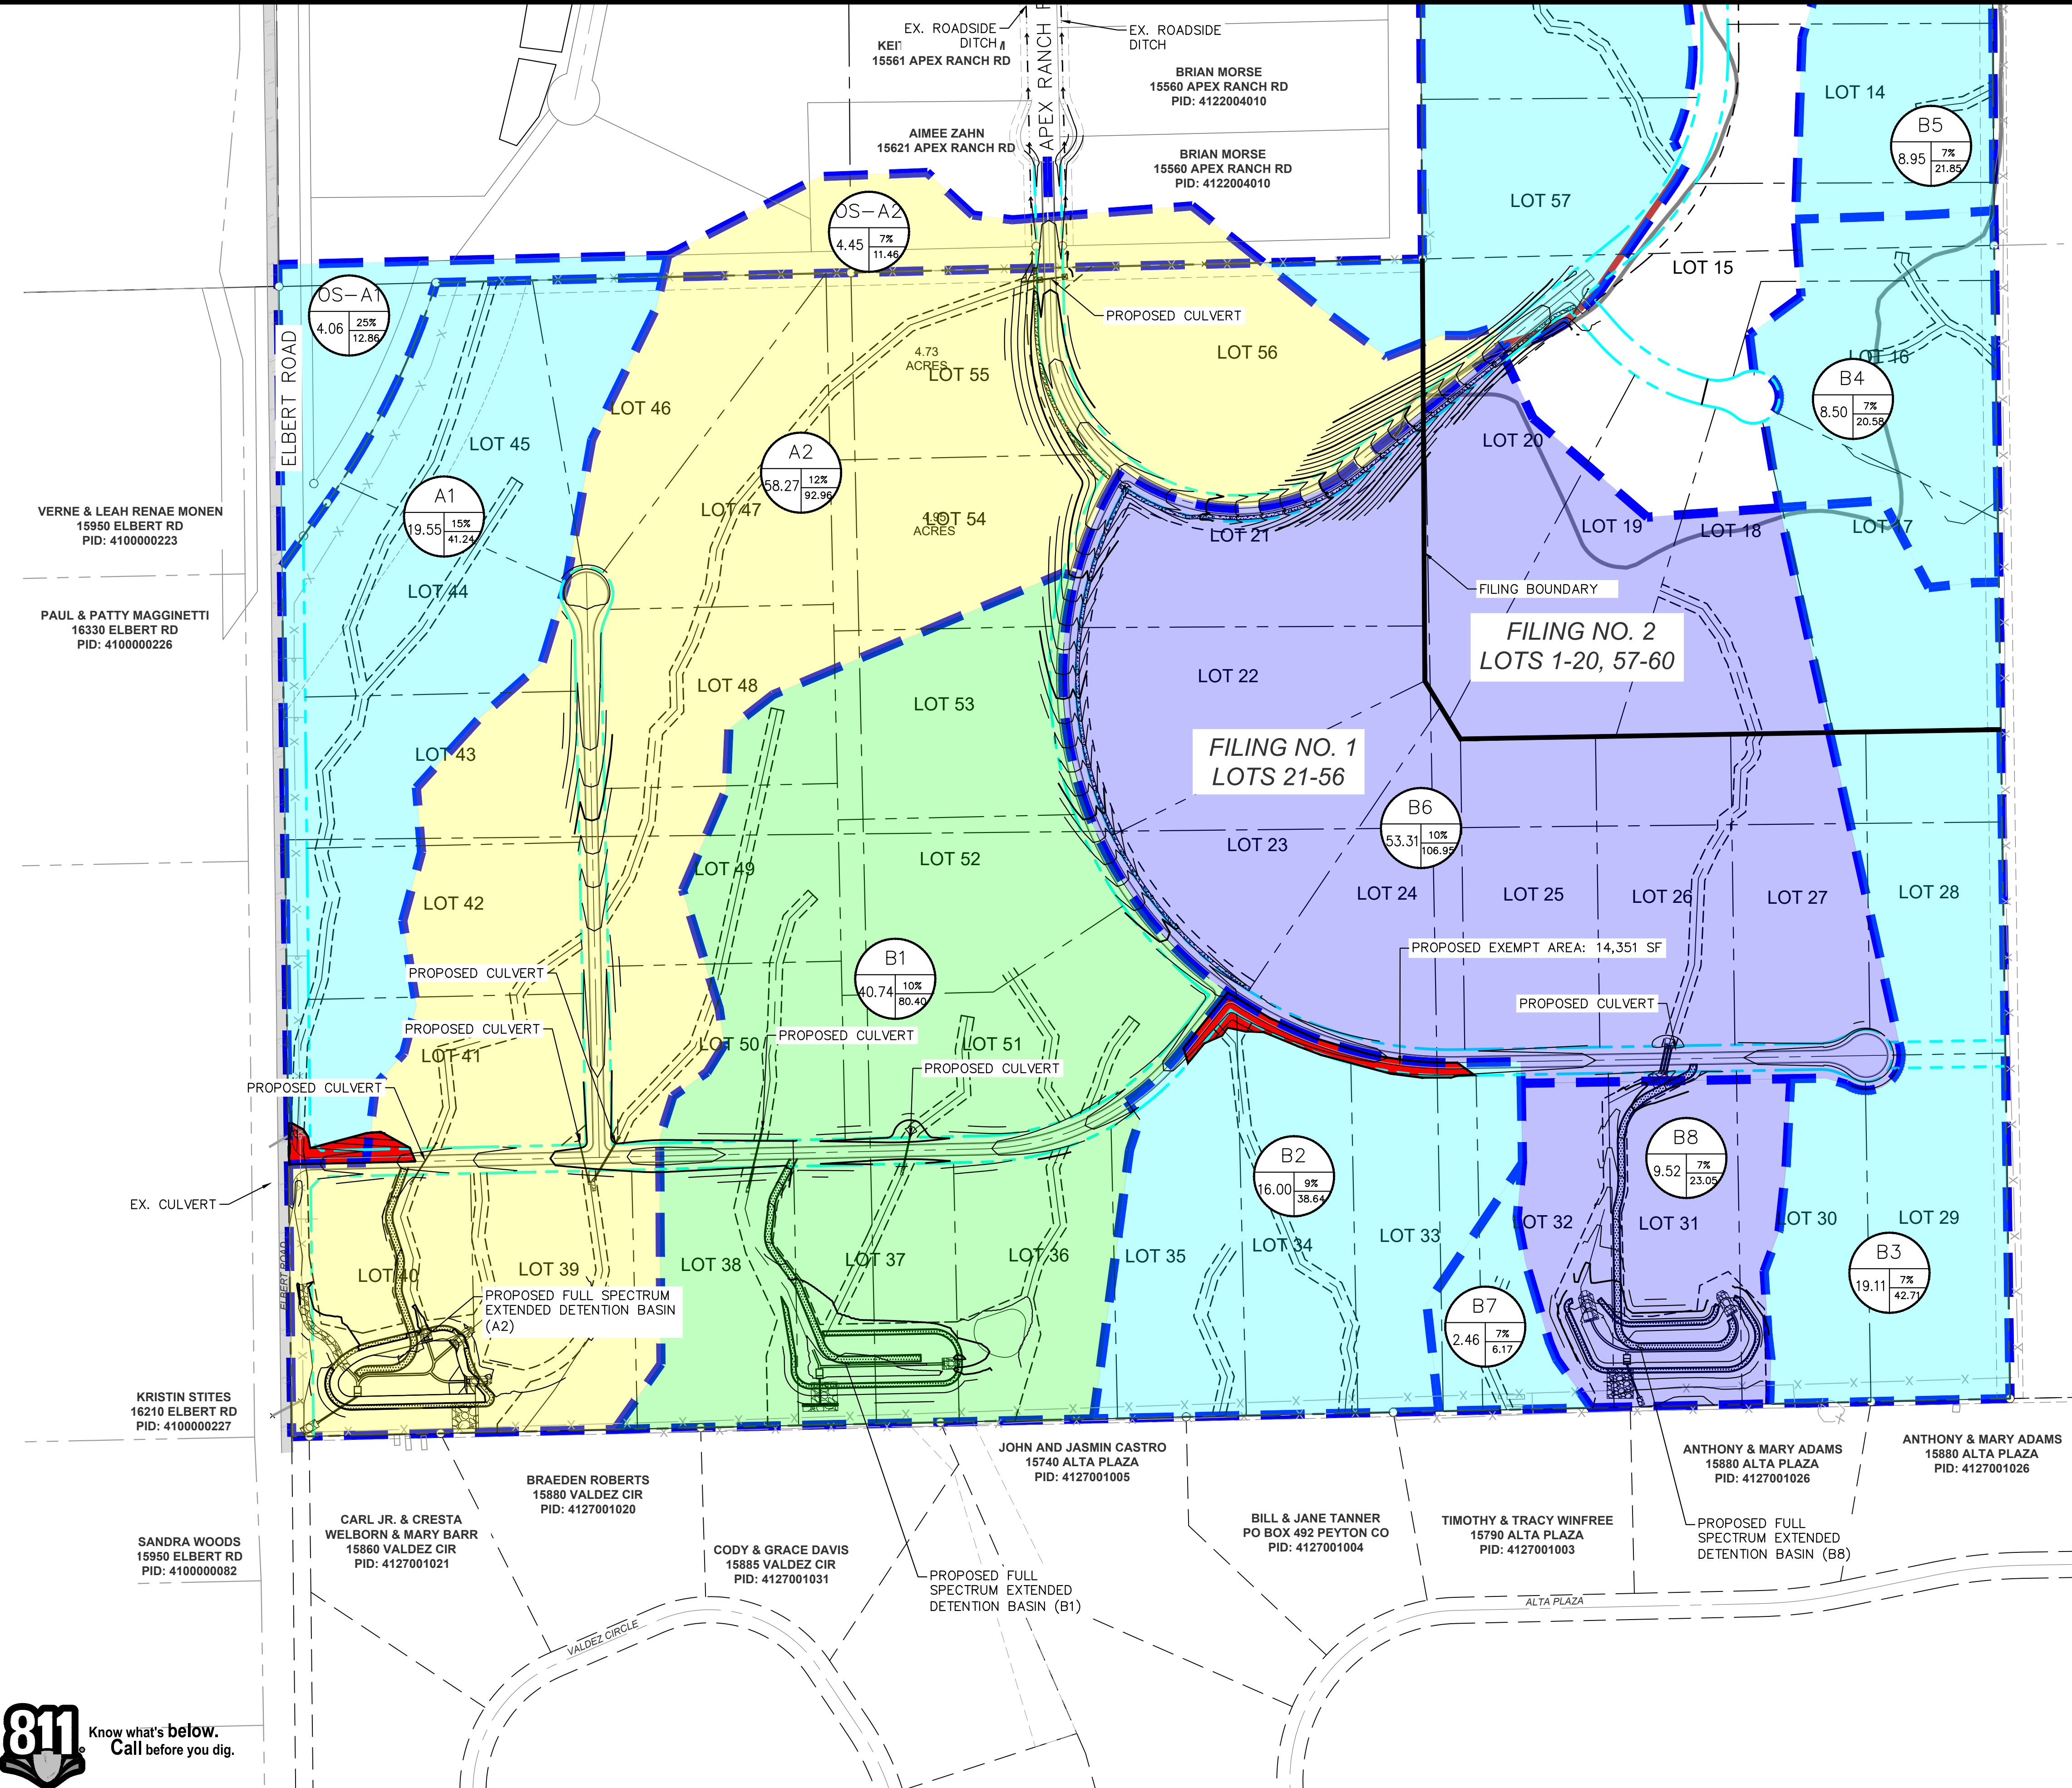 EX. ROADSIDE
DITCH
15561 APEX RANCH RD
APEX RANCH
EX. ROADSIDE
DITCH
BRIAN MORSE
15560 APEX RANCH RD
PID: 4122004010
AIMEE ZAHN
15621 APEX RANCH RD
BRIAN MORSE
15560 APEX RANCH RD
PID: 4122004010
LOT 14
B5
8.95 7%
21.85
LOT 57
OS-A2
4.45 7%
11.46
LOT 15
OS-A1
4.06 25%
12.86
ELBERT ROAD
PROPOSED CULVERT
4.73
ACRES
LOT 55
LOT 56
LOT 16
B4
8.50 7%
20.58
LOT 46
LOT 45
LOT 20
A2
58.27 12%
92.96
A1
19.55 15%
41.24
VERNE & LEAH RENAE MONEN
15950 ELBERT RD
PID: 4100000223
LOT 47
LOT 54
ACRES
LOT 21
LOT 19
LOT 18
LOT 17
LOT 44
FILING BOUNDARY
PAUL & PATTY MAGGINETTI
16330 ELBERT RD
PID: 4100000226
FILING NO. 2
LOTS 1-20, 57-60
LOT 48
LOT 53
LOT 22
LOT 43
FILING NO. 1
LOTS 21-56
B6
53.31 10%
106.95
LOT 49
LOT 52
LOT 23
LOT 42
LOT 24
LOT 25
LOT 26
LOT 27
LOT 28
PROPOSED EXEMPT AREA: 14,351 SF
B1
40.74 10%
80.40
PROPOSED CULVERT
PROPOSED CULVERT
PROPOSED CULVERT
PROPOSED CULVERT
LOT 41
LOT 50
LOT 51
PROPOSED CULVERT
PROPOSED CULVERT
B2
16.00 9%
38.64
B8
9.52 7%
23.05
EX. CULVERT
ELBERT ROAD
LOT 40
LOT 39
LOT 38
LOT 37
LOT 36
LOT 35
LOT 34
LOT 33
LOT 32
LOT 31
LOT 30
LOT 29
B3
19.11 7%
42.71
PROPOSED FULL SPECTRUM
EXTENDED DETENTION BASIN
(A2)
B7
2.46 7%
6.17
KRISTIN STITES
16210 ELBERT RD
PID: 4100000227
JOHN AND JASMIN CASTRO
15740 ALTA PLAZA
PID: 4127001005
ANTHONY & MARY ADAMS
15880 ALTA PLAZA
PID: 4127001026
ANTHONY & MARY ADAMS
15880 ALTA PLAZA
PID: 4127001026
BRAEDEN ROBERTS
15880 VALDEZ CIR
PID: 4127001020
CARL JR. & CRESTA
WELBORN & MARY BARR
15860 VALDEZ CIR
PID: 4127001021
BILL & JANE TANNER
PO BOX 492 PEYTON CO
PID: 4127001004
TIMOTHY & TRACY WINFREE
15790 ALTA PLAZA
PID: 4127001003
PROPOSED FULL
SPECTRUM EXTENDED
DETENTION BASIN (B8)
SANDRA WOODS
15950 ELBERT RD
PID: 4100000082
CODY & GRACE DAVIS
15885 VALDEZ CIR
PID: 4127001031
PROPOSED FULL
SPECTRUM EXTENDED
DETENTION BASIN (B1)
ALTA PLAZA
VALDEZ CIRCLE
811
Know what's below.
Call before you dig.